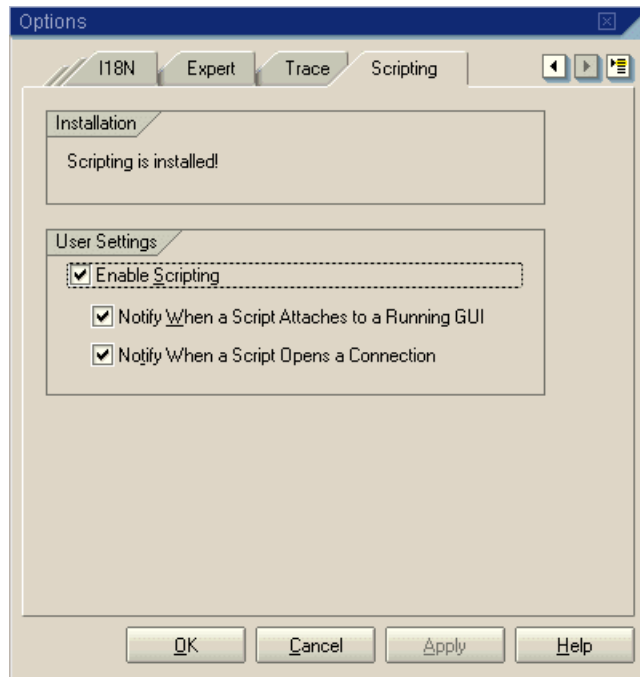 Options
I18N
Expert
Trace
Scripting
Installation
Scripting is installed!
User Settings
Enable Scripting
Notify When a Script Attaches to a Running GUI
Notify When a Script Opens a Connection
OK
Cancel
Apply
Help